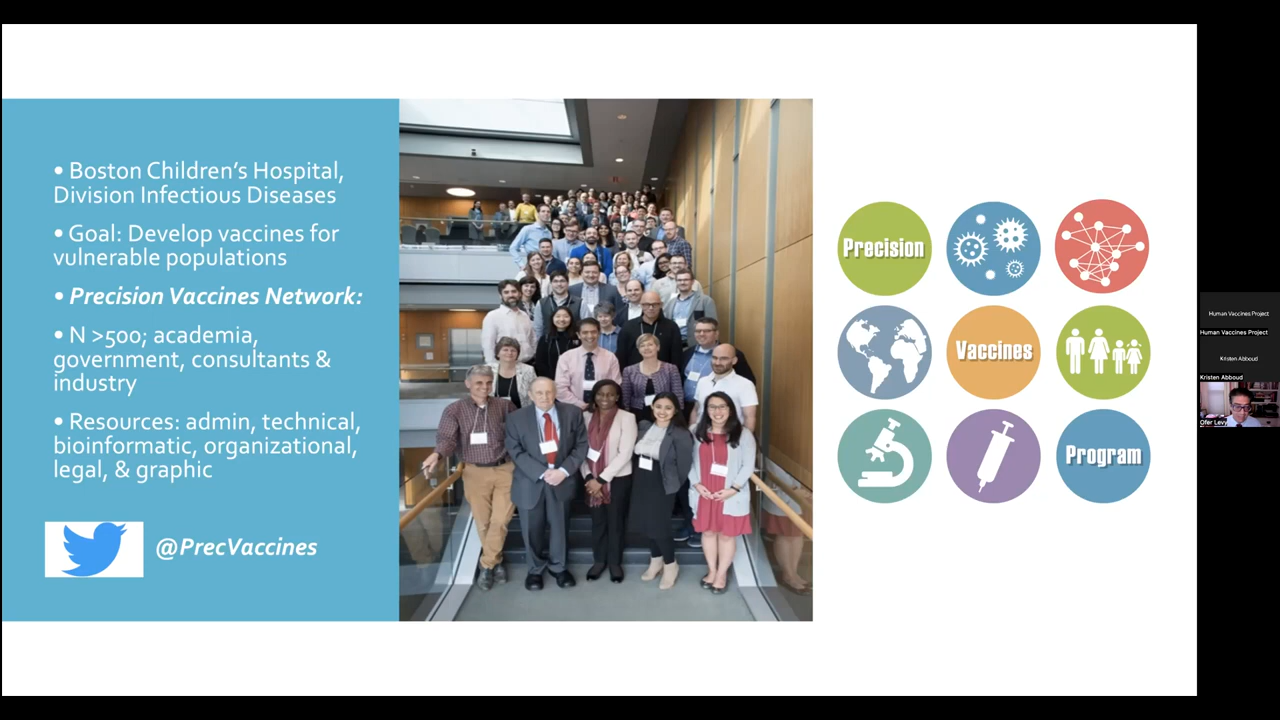 • Boston Children’s Hospital,
Division Infectious Diseases
• Goal: Develop vaccines for
vulnerable populations
• Precision Vaccines Network:
• N >500; academia,
government, consultants &
industry
• Resources: admin, technical,
bioinformatic, organizational,
legal, & graphic
@PrecVaccines
Precision
Vaccines
Program
Human Vaccines Project
Human Vaccines Project
Kristen Abboud
Kristen Abboud
Ofer Levy